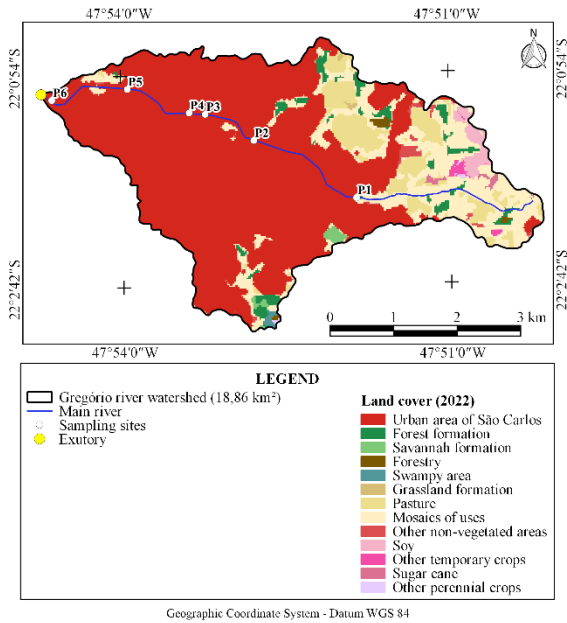 47°54'0"W 47°51'0"W
N
22°0'54"S 22°0'54"S
P6 P5
P4 P3
P2
P1
22°2'42"S 22°2'42"S
0 1 2 3 km
47°54'0"W 47°51'0"W
LEGEND
Gregório river watershed (18,86 km²)
Main river
Sampling sites
Exutory
Land cover (2022)
Urban area of São Carlos
Forest formation
Savannah formation
Forestry
Swampy area
Grassland formation
Pasture
Mosaics of uses
Other non-vegetated areas
Soy
Other temporary crops
Sugar cane
Other perennial crops
Geographic Coordinate System - Datum WGS 84